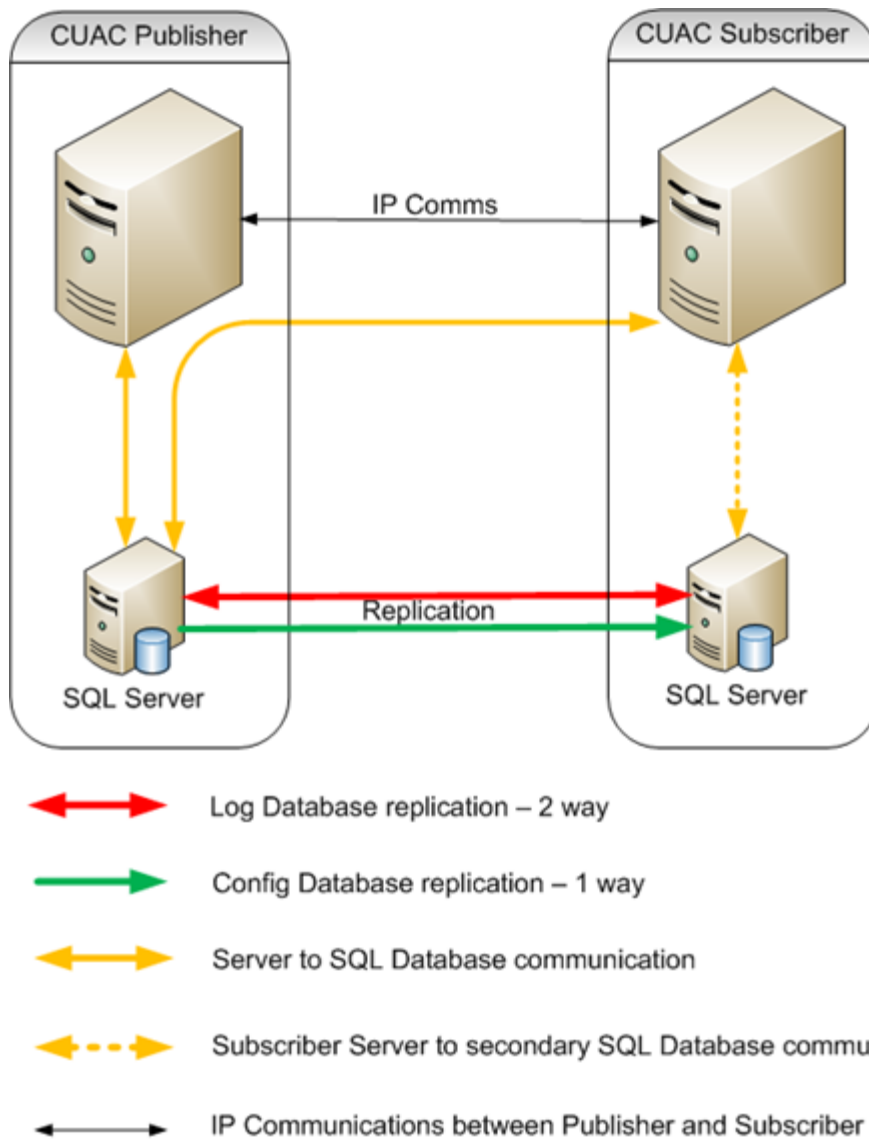 CUAC Publisher
CUAC Subscriber
IP Comms
Replication
SQL Server
SQL Server
Log Database replication – 2 way
Config Database replication – 1 way
Server to SQL Database communication
Subscriber Server to secondary SQL Database
IP Communications between Publisher and Subscriber